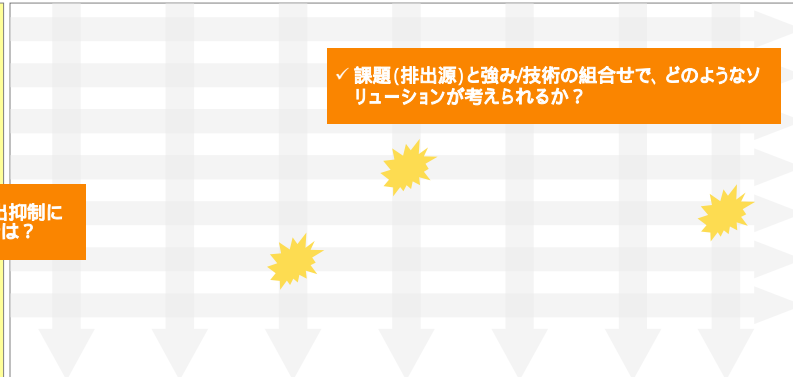 ✓ 課題(排出源)と強み/技術の組合せで、どのようなソ
リューションが考えられるか？
出抑制に
は？